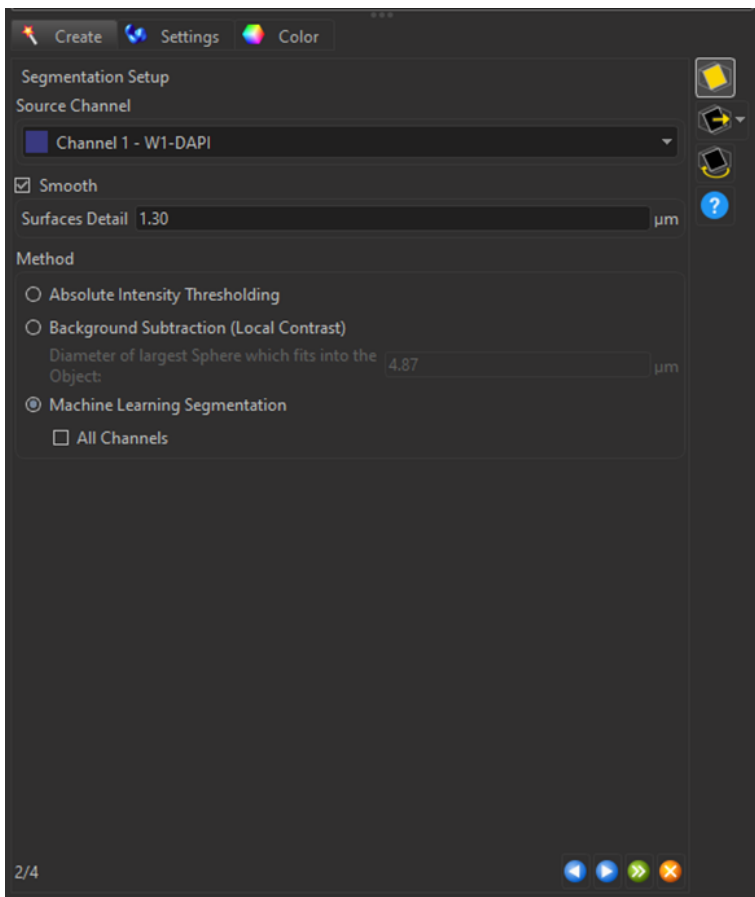 Create Settings Color
Segmentation Setup
Source Channel
Channel 1 - W1-DAPI
Smooth
Surfaces Detail 1.30 µm
Method
Absolute Intensity Thresholding
Background Subtraction (Local Contrast)
Diameter of largest Sphere which fits into the
Object: 4.87 µm
Machine Learning Segmentation
All Channels
2/4